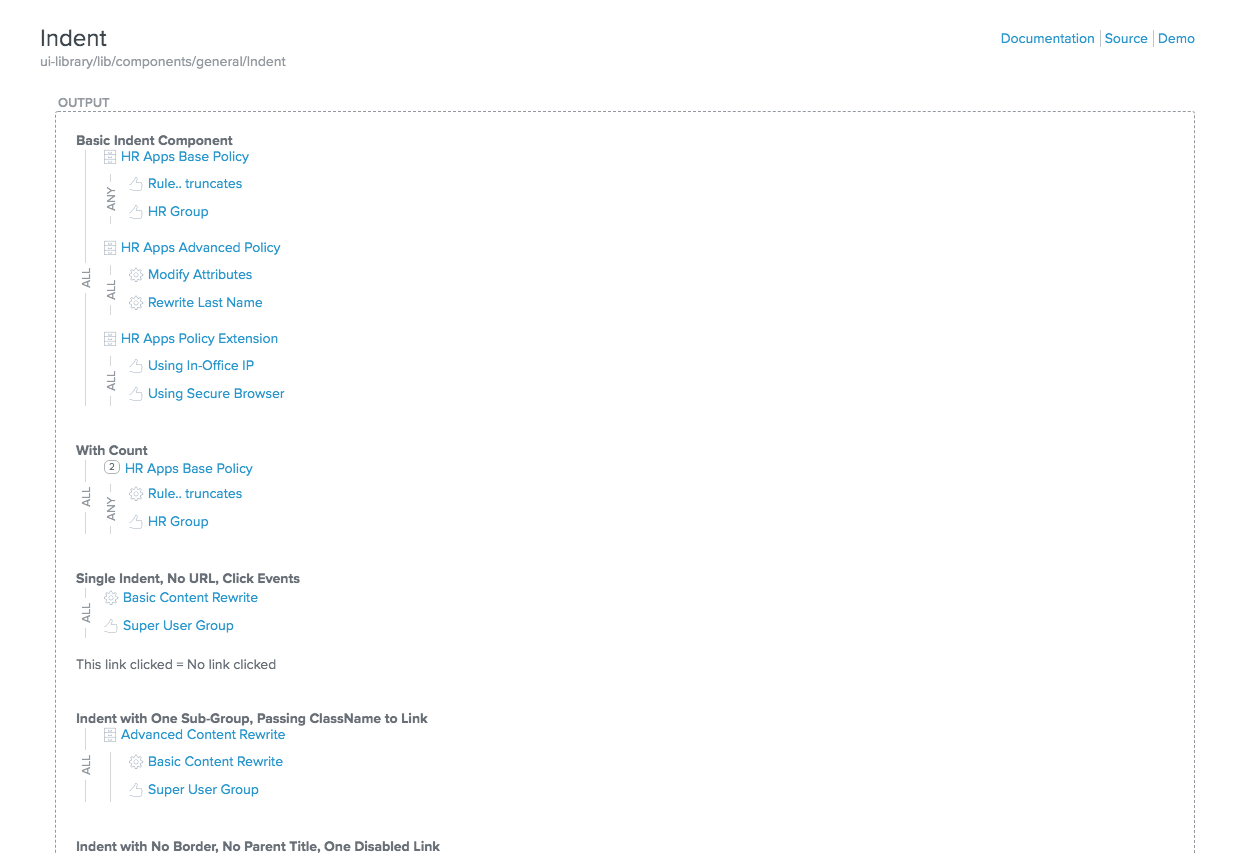 Indent
Documentation Source Demo
ui-library/lib/components/general/Indent
OUTPUT
Basic Indent Component
HR Apps Base Policy
ANY
Rule.. truncates
HR Group
HR Apps Advanced Policy
ALL
ALL
Modify Attributes
Rewrite Last Name
HR Apps Policy Extension
ALL
Using In-Office IP
Using Secure Browser
With Count
2 HR Apps Base Policy
ALL
ANY
Rule.. truncates
HR Group
Single Indent, No URL, Click Events
ALL
Basic Content Rewrite
Super User Group
This link clicked = No link clicked
Indent with One Sub-Group, Passing ClassName to Link
Advanced Content Rewrite
ALL
Basic Content Rewrite
Super User Group
Indent with No Border, No Parent Title, One Disabled Link